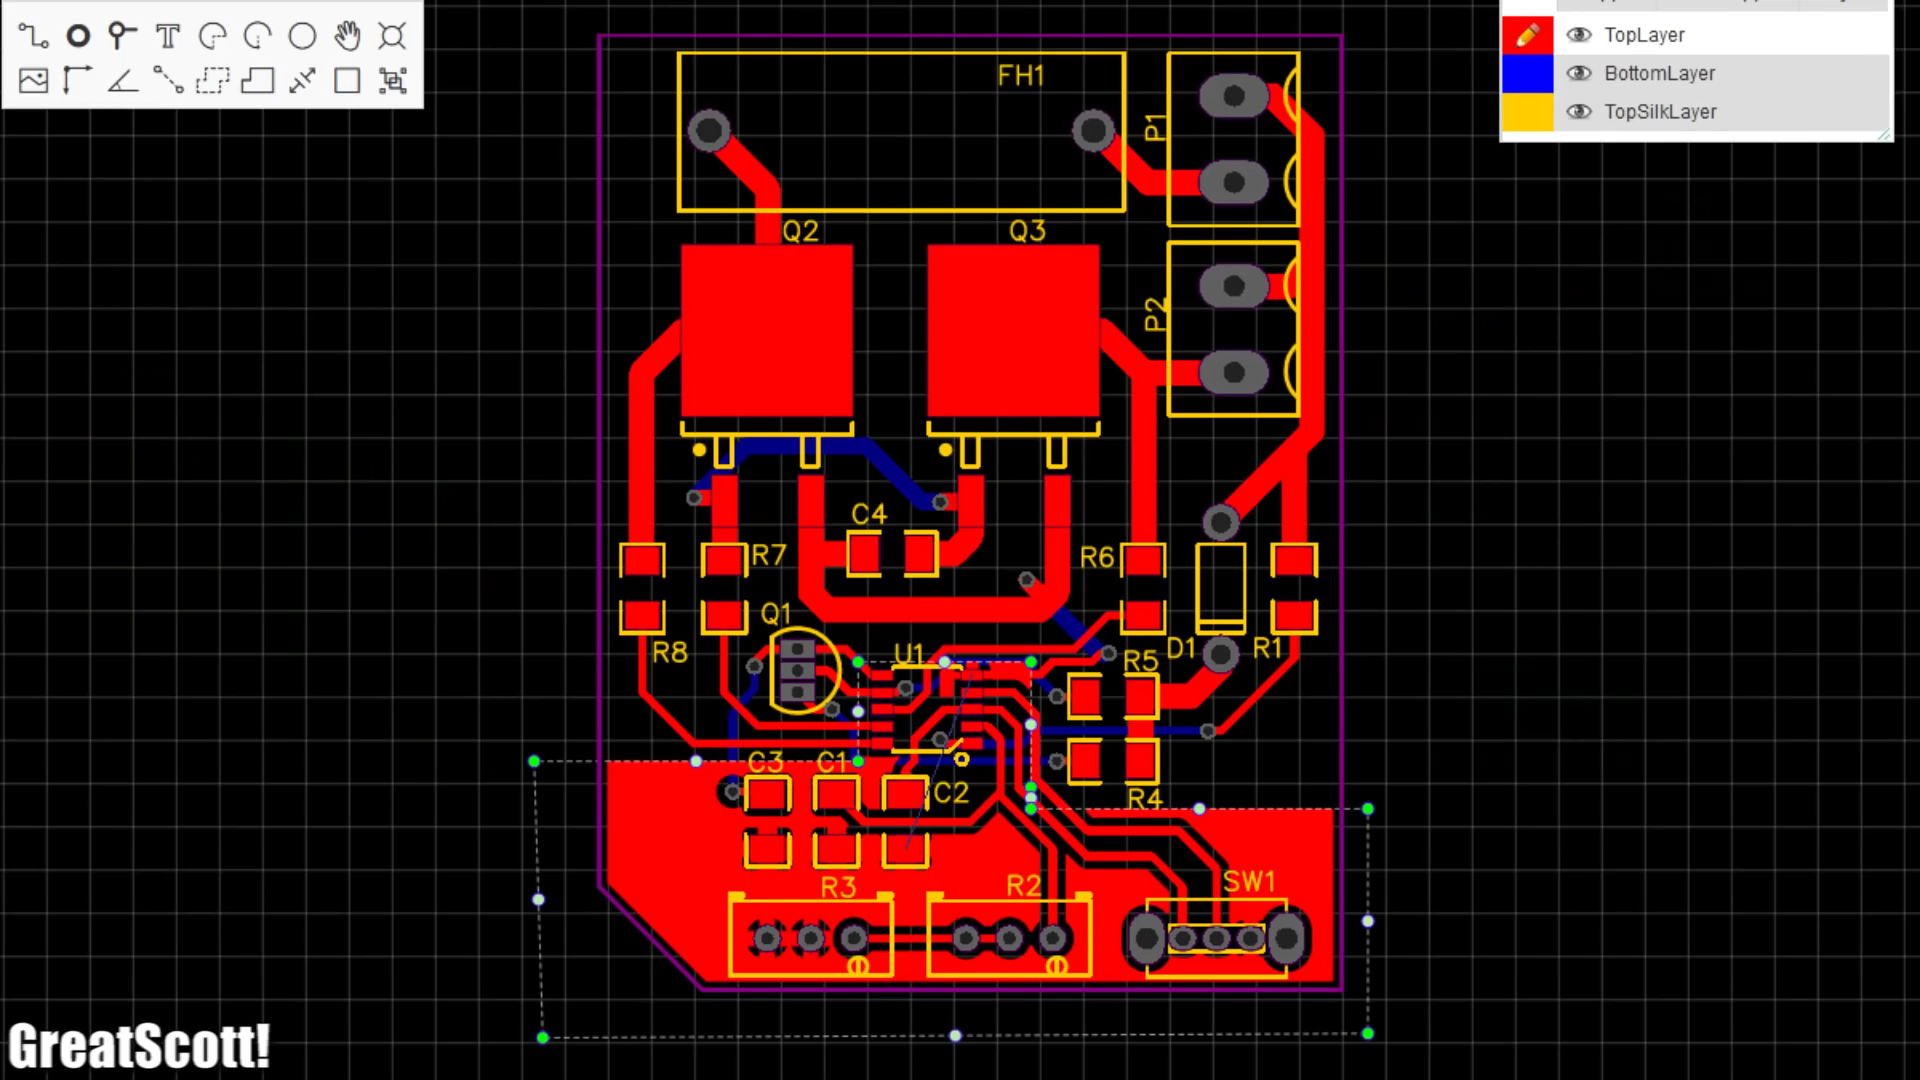 TopLayer
BottomLayer
TopSilkLayer
FH1
P1
Q2
Q3
P2
C4
R7
R6
Q1
R8
U1
D1
R1
R5
C3
C1
C2
R4
R3
R2
SW1
GreatScott!